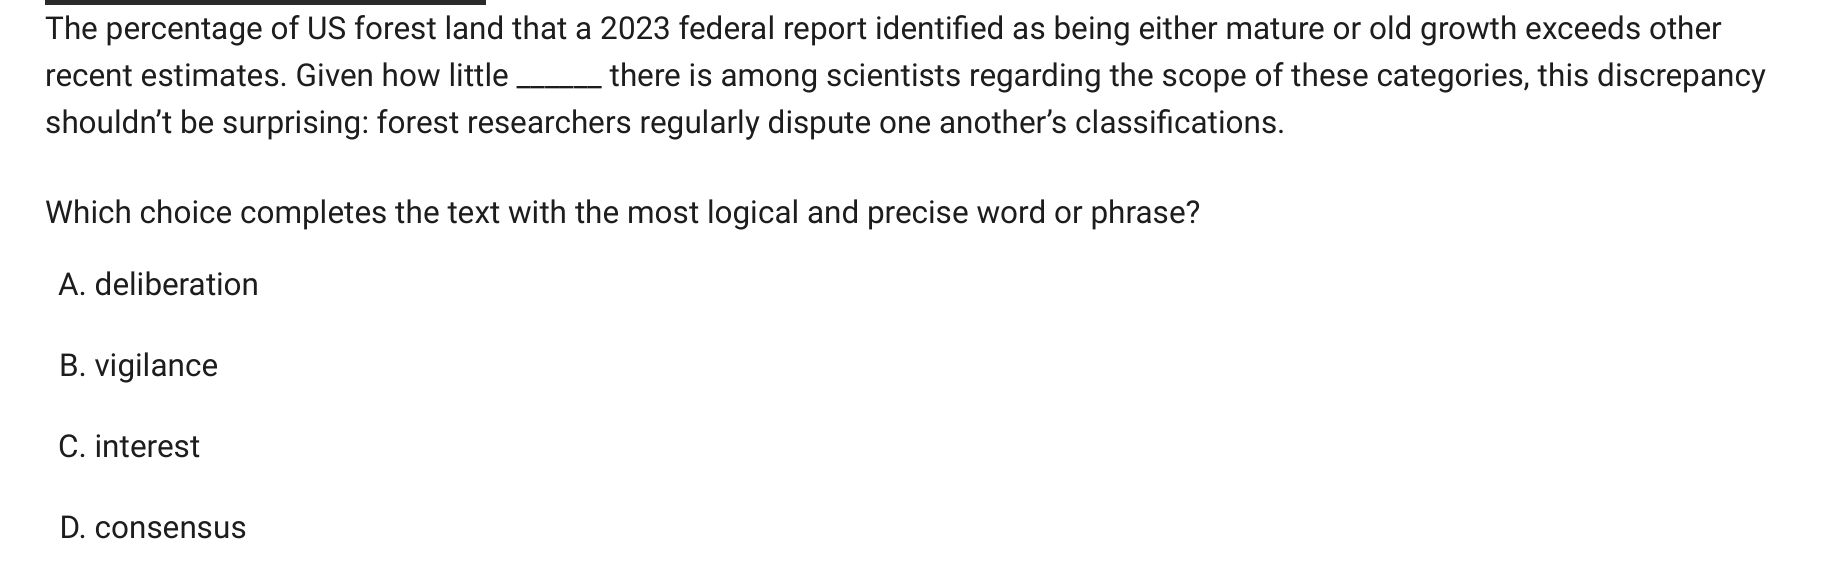 The percentage of US forest land that a 2023 federal report identified as being either mature or old growth exceeds other
recent estimates. Given how little ______ there is among scientists regarding the scope of these categories, this discrepancy
shouldn’t be surprising: forest researchers regularly dispute one another’s classifications.
Which choice completes the text with the most logical and precise word or phrase?
A. deliberation
B. vigilance
C. interest
D. consensus